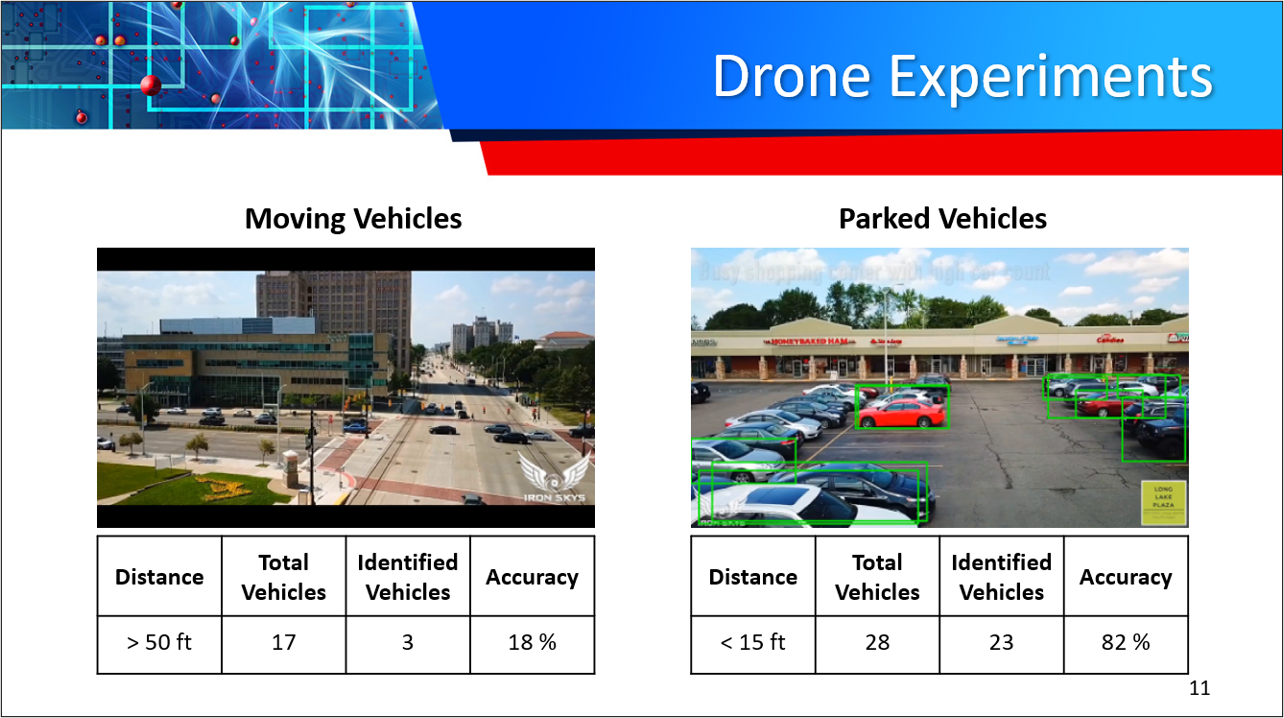 Drone Experiments
Moving Vehicles
IRON SKYS
Distance
Total
Vehicles
Identified
Vehicles
Accuracy
> 50 ft
17
3
18 %
Parked Vehicles
Busy shopping center with high car count
HONEYBAKED HAM
Candies
LONG
LAKE
PLAZA
IRON SKYS
Distance
Total
Vehicles
Identified
Vehicles
Accuracy
< 15 ft
28
23
82 %
11